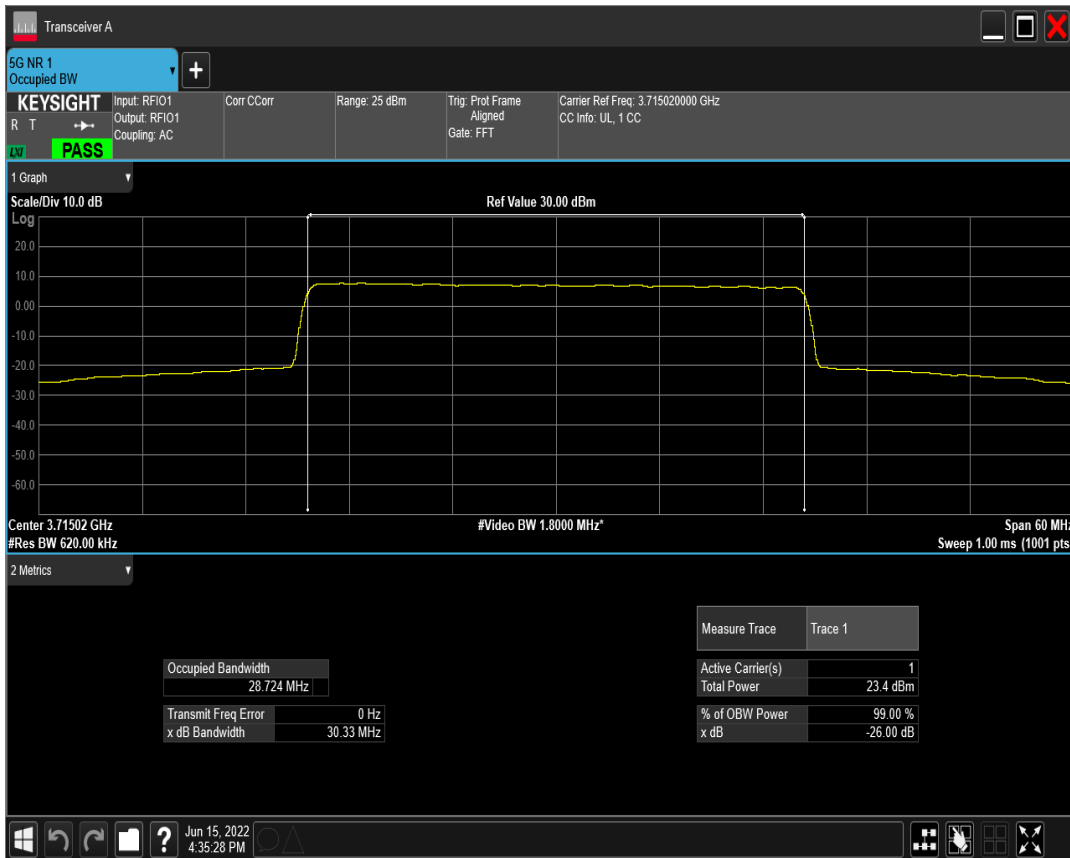 Transceiver A
5G NR 1
Occupied BW
KEYSIGHT
R T
LXI
PASS
Input: RFIO1
Output: RFIO1
Coupling: AC
Corr CCorr
Range: 25 dBm
Trig: Prot Frame
Aligned
Gate: FFT
Carrier Ref Freq: 3.715020000 GHz
CC Info: UL, 1 CC
1 Graph
Scale/Div 10.0 dB
Ref Value 30.00 dBm
Log
20.0
10.0
0.00
-10.0
-20.0
-30.0
-40.0
-50.0
-60.0
Center 3.71502 GHz
#Video BW 1.8000 MHz*
Span 60 MHz
#Res BW 620.00 kHz
Sweep 1.00 ms (1001 pts
2 Metrics
Measure Trace Trace 1
Occupied Bandwidth
28.724 MHz
Active Carrier(s) 1
Total Power 23.4 dBm
Transmit Freq Error 0 Hz
x dB Bandwidth 30.33 MHz
% of OBW Power 99.00 %
x dB -26.00 dB
?
Jun 15, 2022
4:35:28 PM